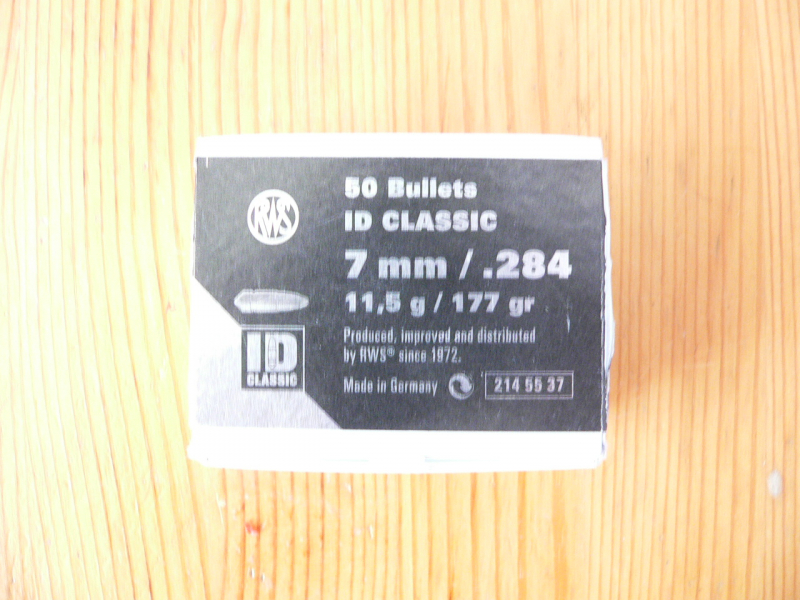 RWS
50 Bullets
ID CLASSIC
7 mm / .284
11,5 g / 177 gr
Produced, improved and distributed
by RWS® since 1972.
ID
CLASSIC
Made in Germany
214 55 37